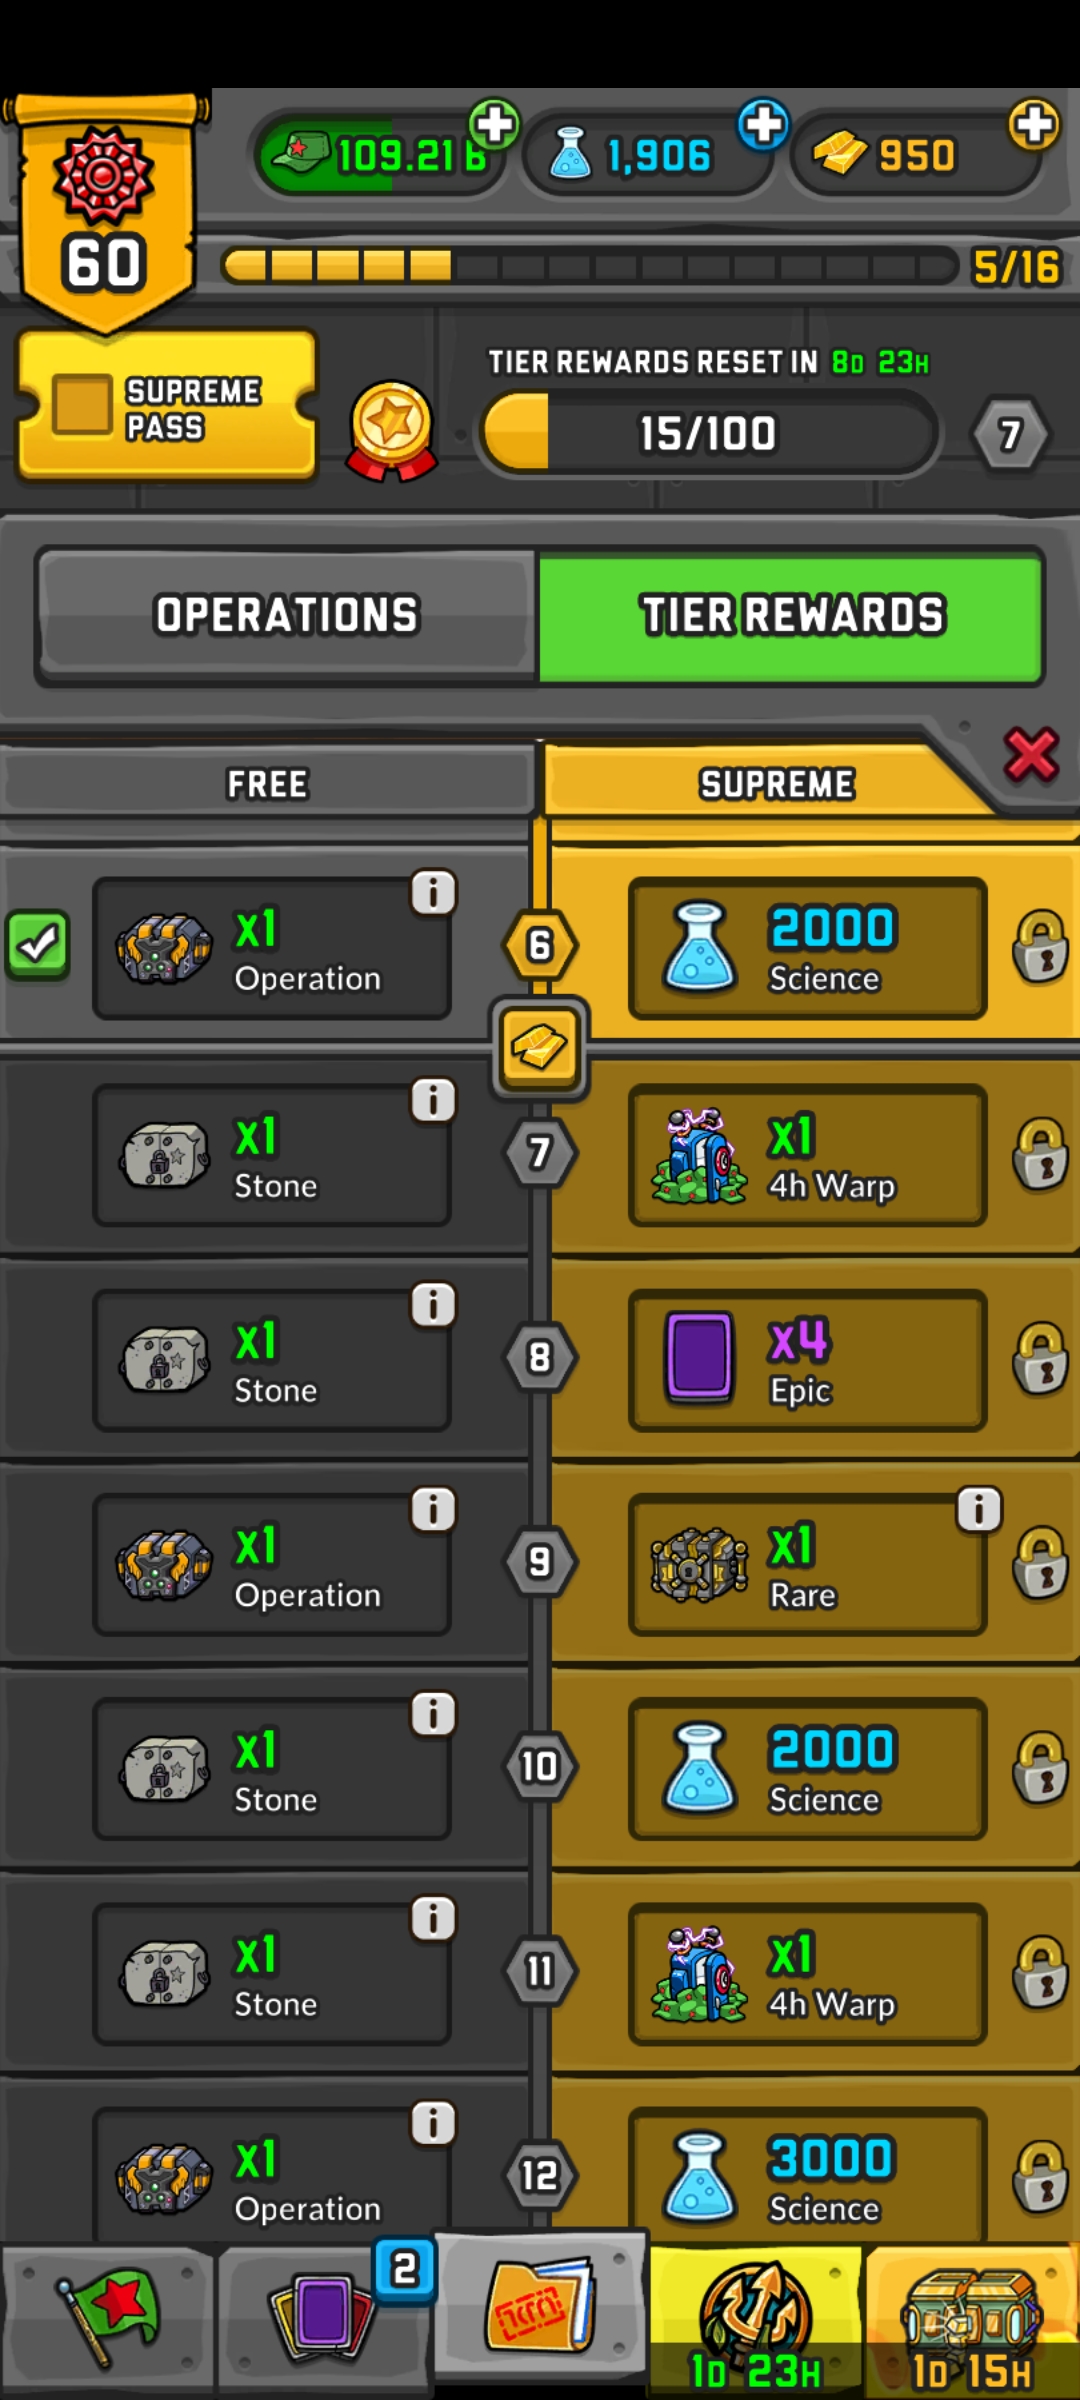 109.21 B
1,906
950
60
5/16
SUPREME
PASS
TIER REWARDS RESET IN 8D 23H
15/100
7
OPERATIONS
TIER REWARDS
FREE
SUPREME
X1
Operation
6
2000
Science
X1
Stone
7
X1
4h Warp
X1
Stone
8
X4
Epic
X1
Operation
9
X1
Rare
X1
Stone
10
2000
Science
X1
Stone
11
X1
4h Warp
X1
Operation
12
3000
Science
2
1D 23H
1D 15H